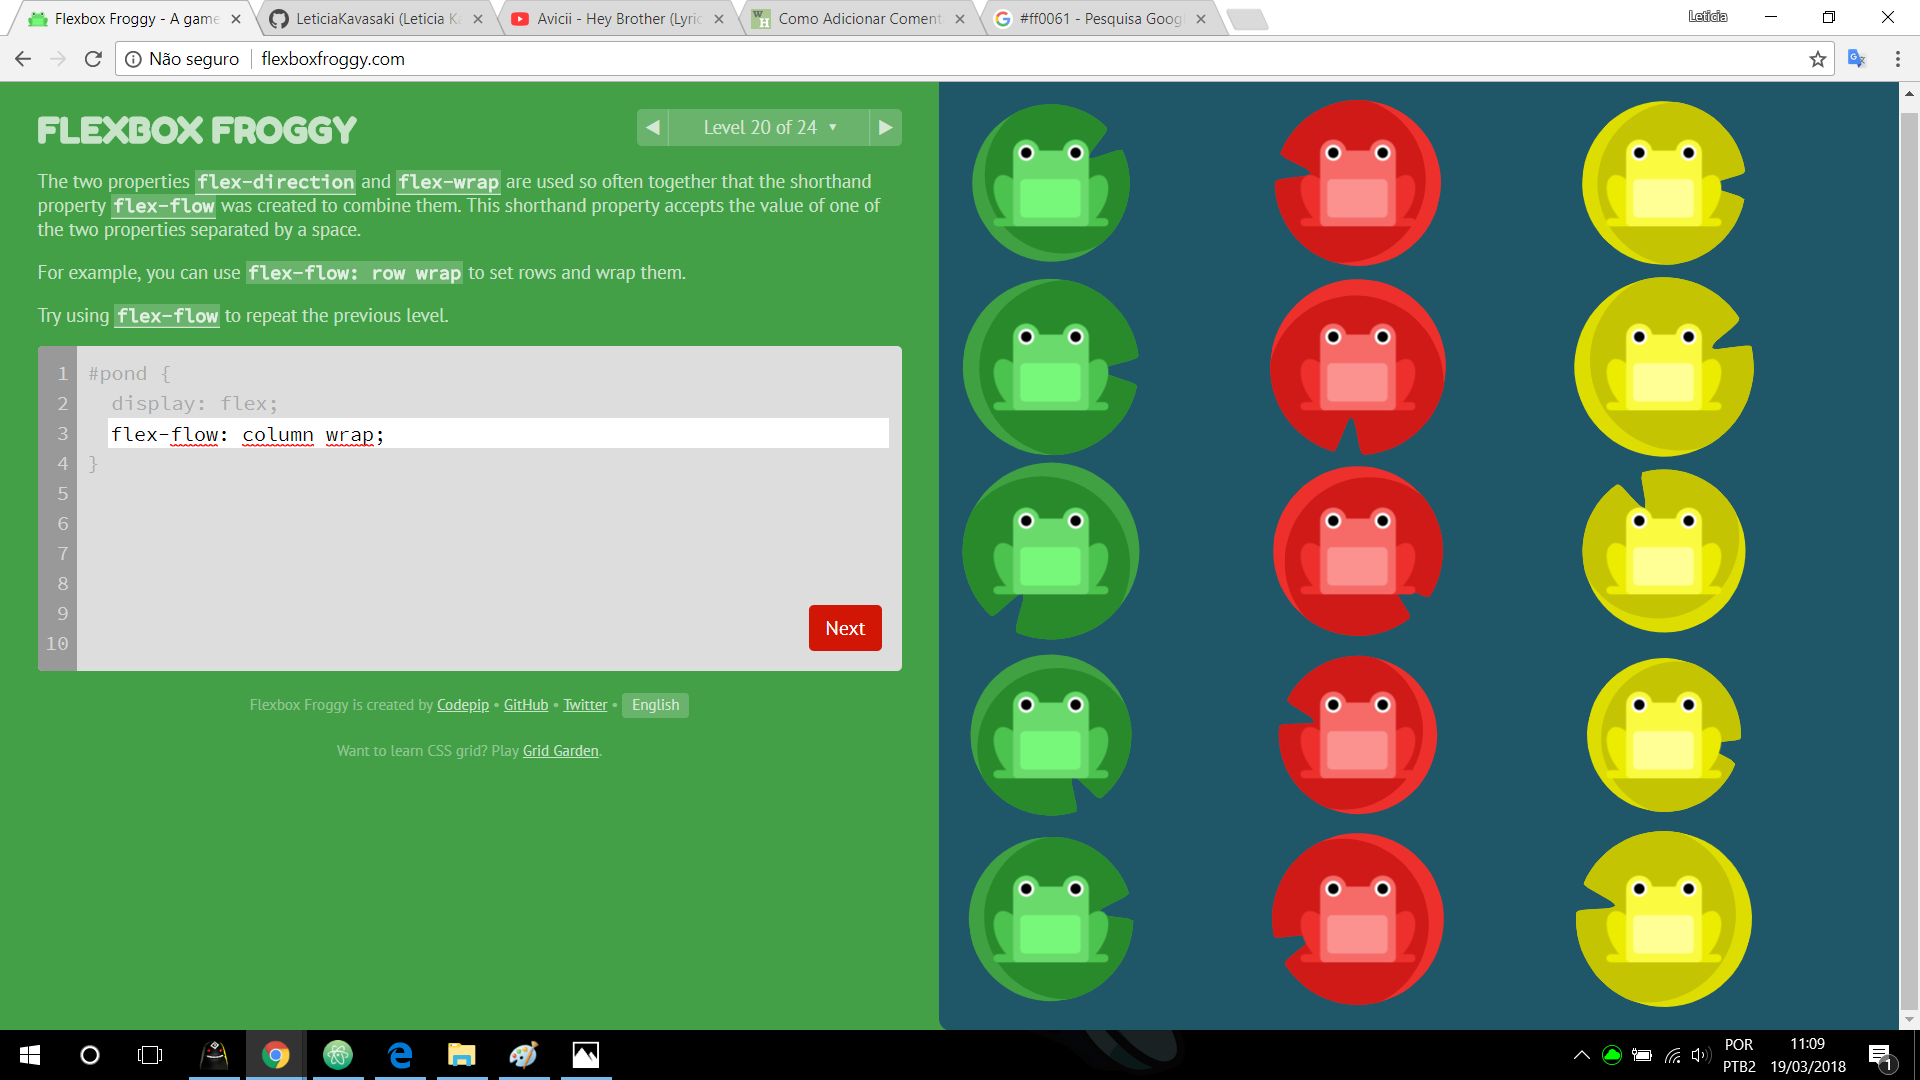 Flexbox Froggy - A game
LeticiaKavasaki (Leticia K
Avicii - Hey Brother (Lyric
Como Adicionar Coment
#ff0061 - Pesquisa Goog
Leticia
Não seguro
flexboxfroggy.com
FLEXBOX FROGGY
◀ Level 20 of 24 ▼ ▶
The two properties flex-direction and flex-wrap are used so often together that the shorthand
property flex-flow was created to combine them. This shorthand property accepts the value of one of
the two properties separated by a space.
For example, you can use flex-flow: row wrap to set rows and wrap them.
Try using flex-flow to repeat the previous level.
1 #pond {
2 display: flex;
3 flex-flow: column wrap;
4 }
5
6
7
8
9
10
Next
Flexbox Froggy is created by Codepip • GitHub • Twitter • English
Want to learn CSS grid? Play Grid Garden.
POR
PTB2
11:09
19/03/2018
1